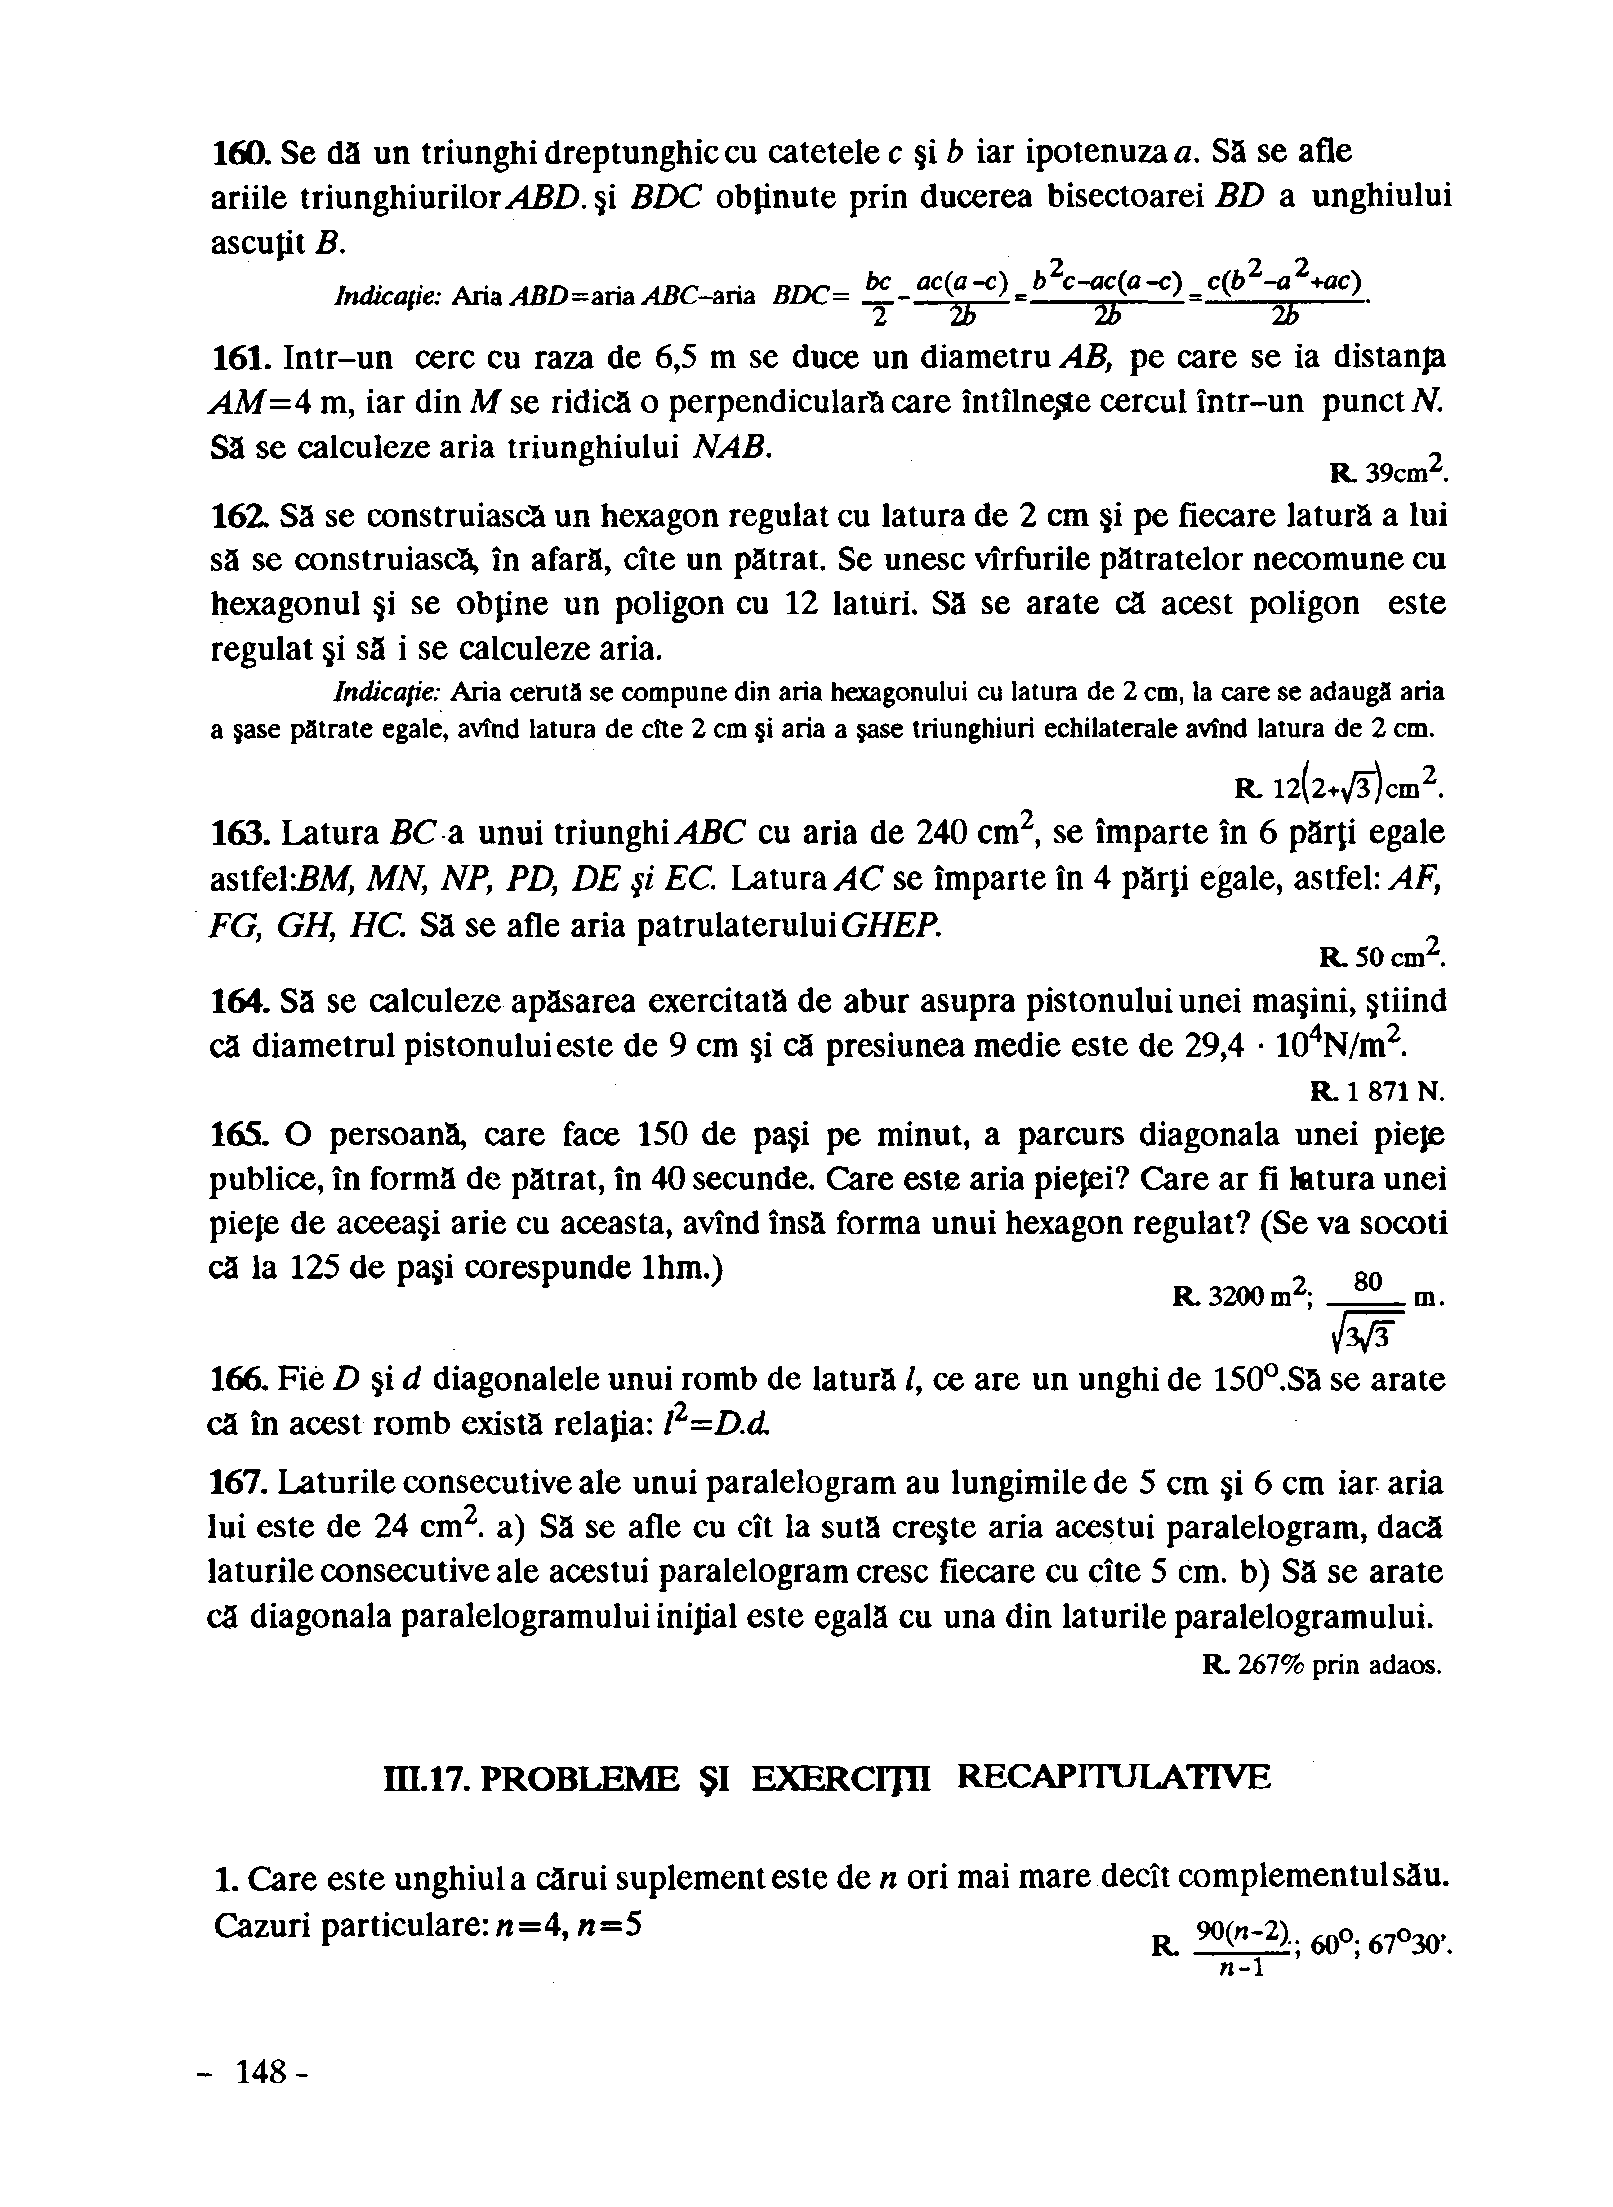 160. Se dă un triunghi dreptunghic cu catetele c şi b iar ipotenuza a. Să se afle
ariile triunghiurilor ABD. şi BDC obţinute prin ducerea bisectoarei BD a unghiului
ascuţit B.
Indicaţie: Aria ABD=aria ABC–aria BDC= bc/2 - ac(a-c)/2b = b²c-ac(a-c)/2b = c(b²-a²+ac)/2b.
161. Intr–un cerc cu raza de 6,5 m se duce un diametru AB, pe care se ia distanţa
AM=4 m, iar din M se ridică o perpendiculară care întîlneşte cercul într–un punct N.
Să se calculeze aria triunghiului NAB.
R. 39cm².
162. Să se construiască un hexagon regulat cu latura de 2 cm şi pe fiecare latură a lui
să se construiască, în afară, cîte un pătrat. Se unesc vîrfurile pătratelor necomune cu
hexagonul şi se obţine un poligon cu 12 laturi. Să se arate că acest poligon este
regulat şi să i se calculeze aria.
Indicaţie: Aria cerută se compune din aria hexagonului cu latura de 2 cm, la care se adaugă aria
a şase pătrate egale, avînd latura de cîte 2 cm şi aria a şase triunghiuri echilaterale avînd latura de 2 cm.
R. 12(2+√3)cm².
163. Latura BC a unui triunghi ABC cu aria de 240 cm², se împarte în 6 părţi egale
astfel:BM, MN, NP, PD, DE şi EC. Latura AC se împarte în 4 părţi egale, astfel: AF,
FG, GH, HC. Să se afle aria patrulaterului GHEP.
R. 50 cm².
164. Să se calculeze apăsarea exercitată de abur asupra pistonului unei maşini, ştiind
că diametrul pistonului este de 9 cm şi că presiunea medie este de 29,4 · 10⁴N/m².
R. 1 871 N.
165. O persoană, care face 150 de paşi pe minut, a parcurs diagonala unei pieţe
publice, în formă de pătrat, în 40 secunde. Care este aria pieţei? Care ar fi latura unei
pieţe de aceeaşi arie cu aceasta, avînd însă forma unui hexagon regulat? (Se va socoti
că la 125 de paşi corespunde 1hm.)
R. 3200 m²; 80/√(3√3) m.
166. Fie D şi d diagonalele unui romb de latură l, ce are un unghi de 150°.Să se arate
că în acest romb există relaţia: l²=D.d.
167. Laturile consecutive ale unui paralelogram au lungimile de 5 cm şi 6 cm iar aria
lui este de 24 cm². a) Să se afle cu cît la sută creşte aria acestui paralelogram, dacă
laturile consecutive ale acestui paralelogram cresc fiecare cu cîte 5 cm. b) Să se arate
că diagonala paralelogramului iniţial este egală cu una din laturile paralelogramului.
R. 267% prin adaos.
III.17. PROBLEME ŞI EXERCIŢII RECAPITULATIVE
1. Care este unghiul a cărui suplement este de n ori mai mare decît complementul său.
Cazuri particulare: n=4, n=5
R. 90(n-2)/n-1; 60°; 67°30'.
- 148 -